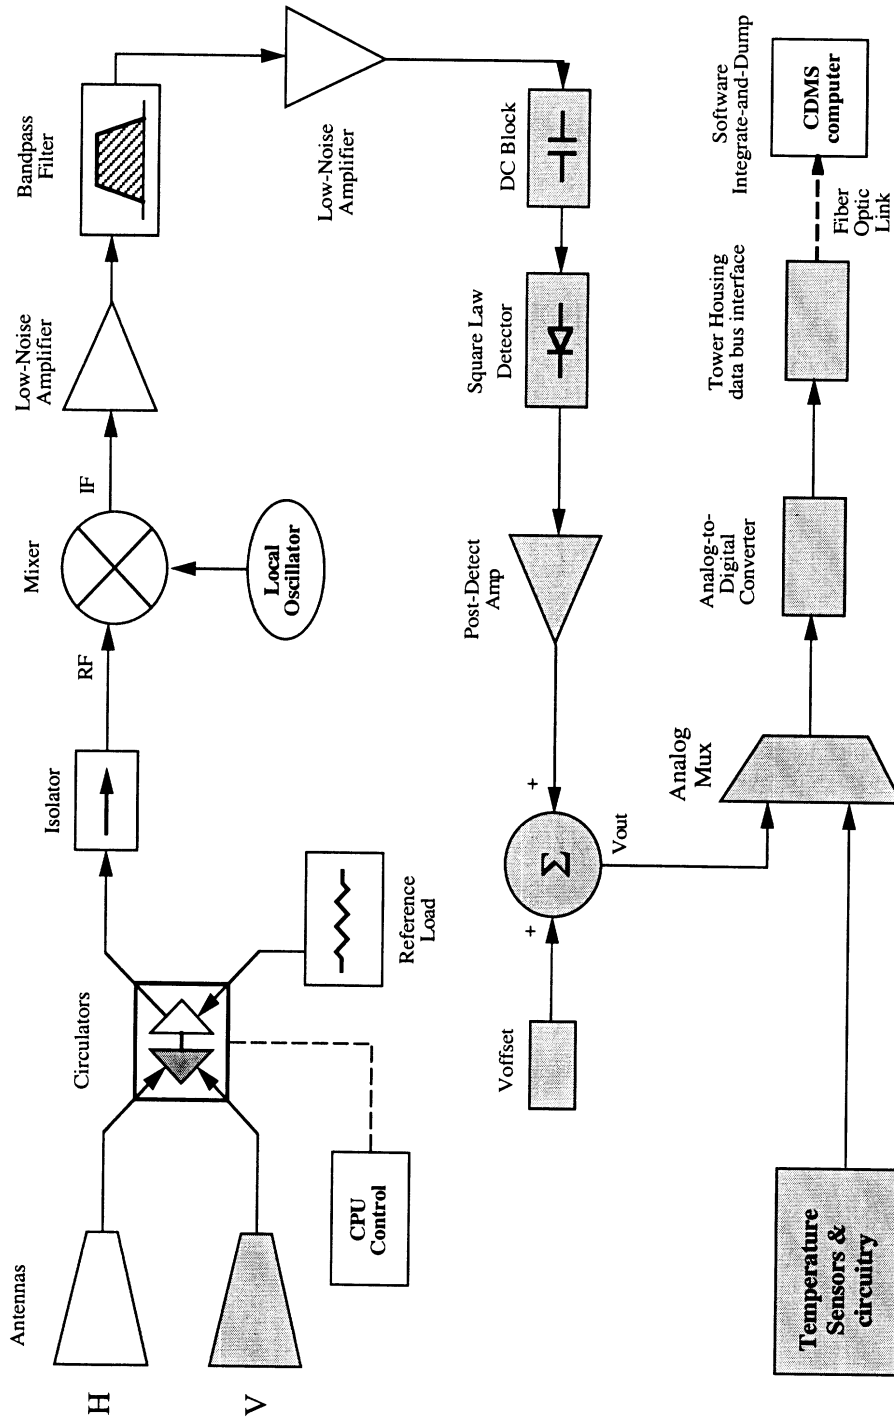 Antennas
H
V
Circulators
CPU
Control
Reference
Load
Isolator
RF
Mixer
IF
Local
Oscillator
Low-Noise
Amplifier
Bandpass
Filter
Low-Noise
Amplifier
DC Block
Square Law
Detector
Post-Detect
Amp
+
Σ
+
Vout
Voffset
Temperature
Sensors &
circuitry
Analog
Mux
Analog-to-
Digital
Converter
Tower Housing
data bus interface
Fiber
Optic
Link
Software
Integrate-and-Dump
CDMS
computer